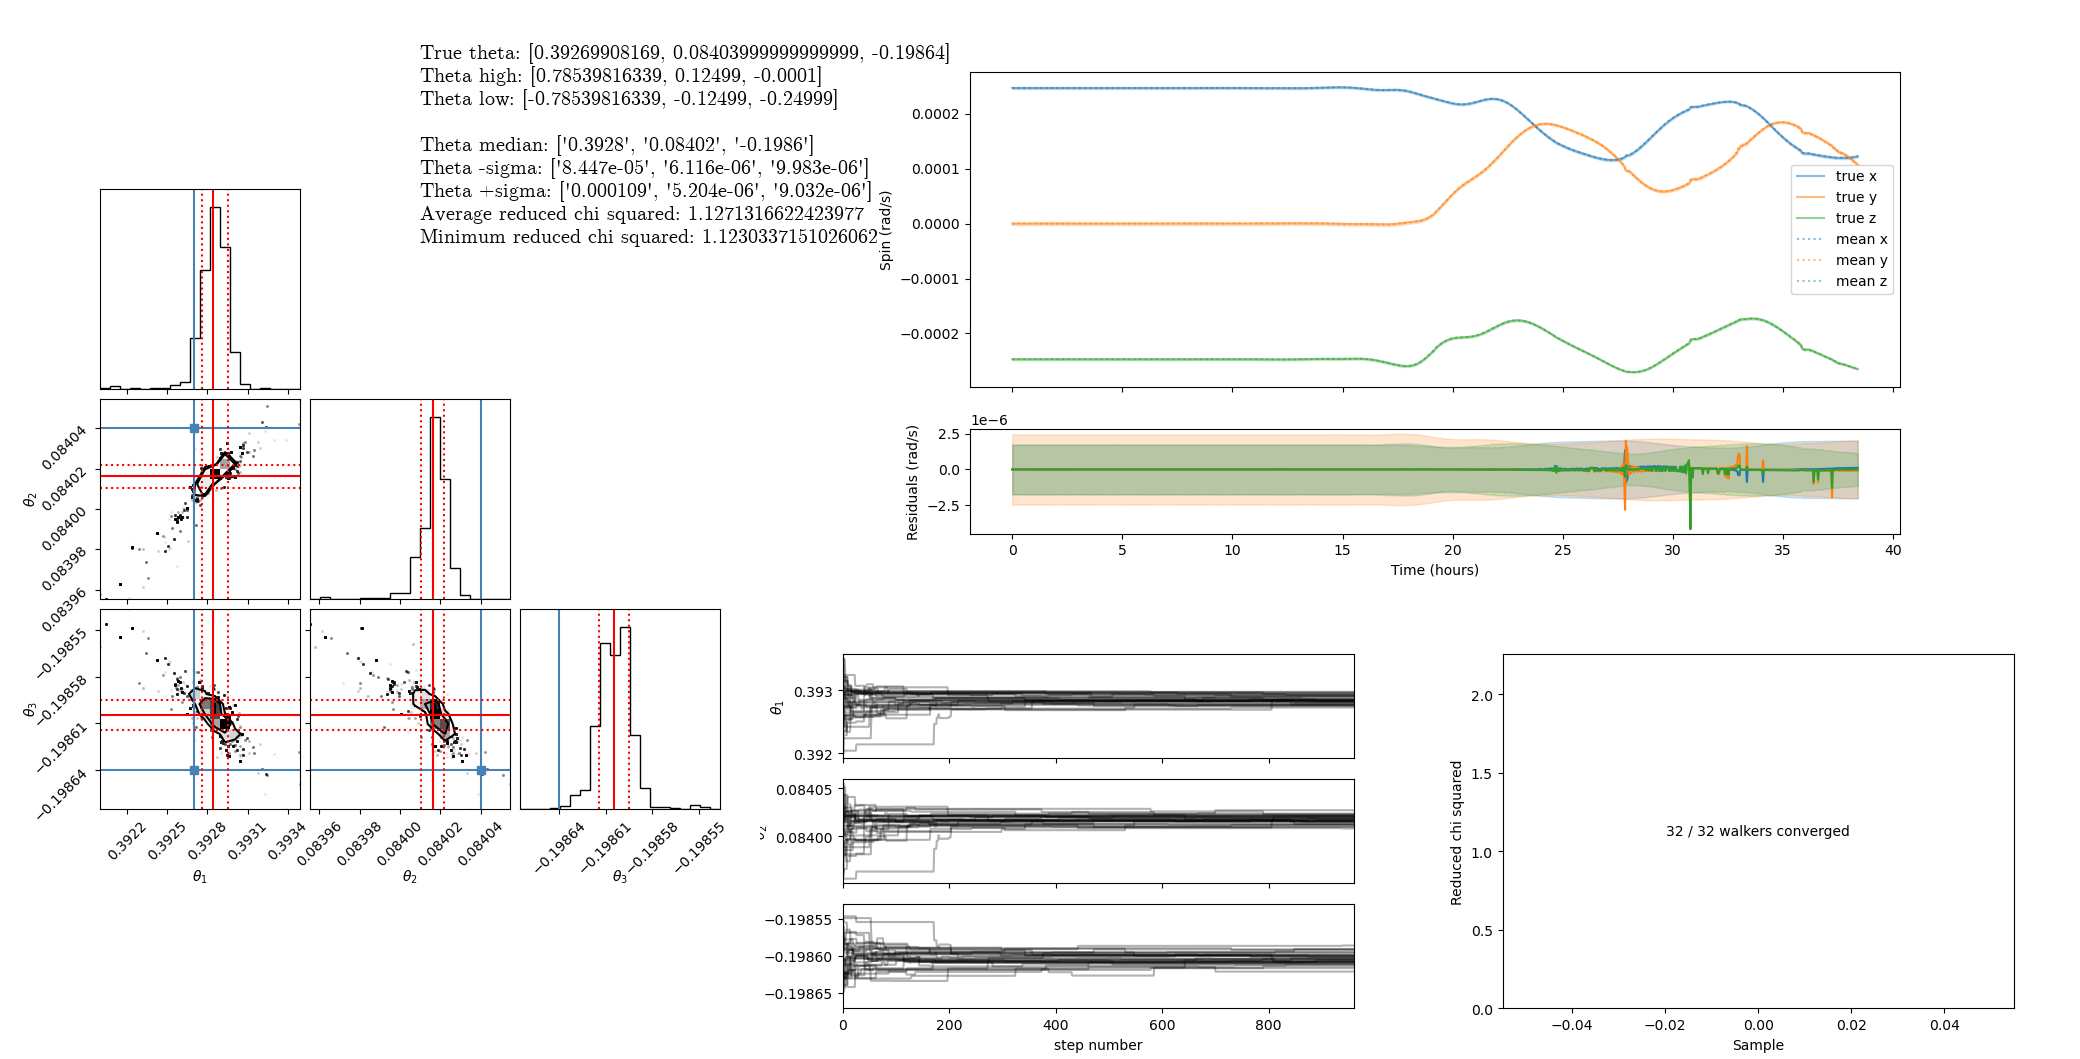 True theta: [0.39269908169, 0.08403999999999999, -0.19864]
Theta high: [0.78539816339, 0.12499, -0.0001]
Theta low: [-0.78539816339, -0.12499, -0.24999]
Theta median: ['0.3928', '0.08402', '-0.1986']
Theta -sigma: ['8.447e-05', '6.116e-06', '9.983e-06']
Theta +sigma: ['0.000109', '5.204e-06', '9.032e-06']
Average reduced chi squared: 1.1271316622423977
Minimum reduced chi squared: 1.1230337151026062
Spin (rad/s)
0.0002
0.0001
0.0000
−0.0001
−0.0002
true x
true y
true z
mean x
mean y
mean z
1e−6
Residuals (rad/s)
2.5
0.0
−2.5
0 5 10 15 20 25 30 35 40
Time (hours)
θ2
0.08404
0.08402
0.08400
0.08398
0.08396
θ3
−0.19855
−0.19858
−0.19861
−0.19864
0.3922 0.3925 0.3928 0.3931 0.3934
θ1
0.08396 0.08398 0.08400 0.08402 0.08404
θ2
−0.19864 −0.19861 −0.19858 −0.19855
θ3
θ1
0.393
0.392
0.08405
0.08400
−0.19855
−0.19860
−0.19865
0 200 400 600 800
step number
Reduced chi squared
2.0
1.5
1.0
0.5
0.0
32 / 32 walkers converged
−0.04 −0.02 0.00 0.02 0.04
Sample